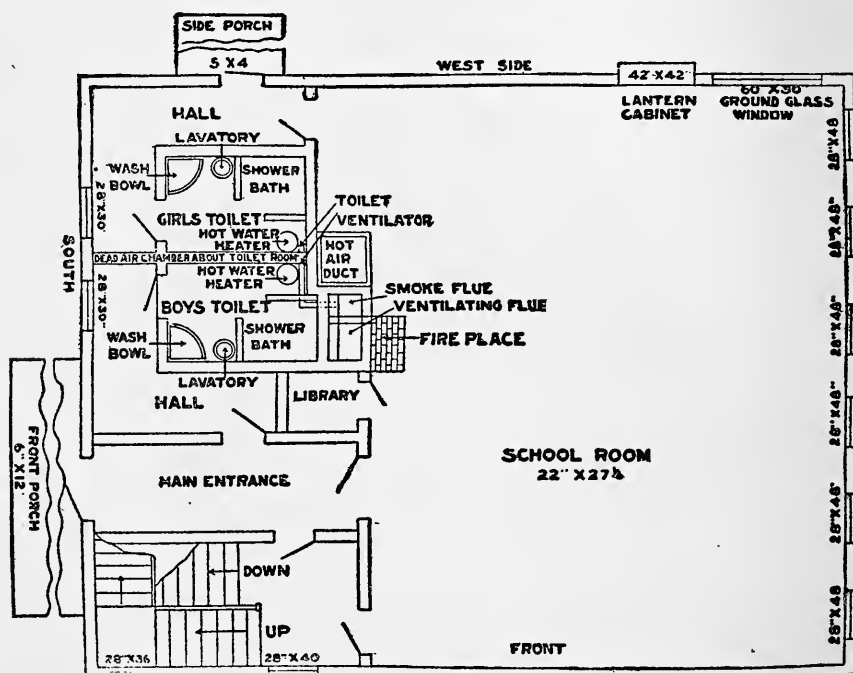 SIDE PORCH
5 X 4
WEST SIDE
42"X42"
LANTERN
CABINET
60"X36"
GROUND GLASS
WINDOW
HALL
LAVATORY
WASH
BOWL
SHOWER
BATH
28"X30"
TOILET
VENTILATOR
GIRLS TOILET
HOT WATER
HEATER
DEAD AIR CHAMBER ABOUT TOILET ROOM
HOT WATER
HEATER
HOT
AIR
DUCT
SOUTH
28"X30"
BOYS TOILET
SMOKE FLUE
VENTILATING FLUE
WASH
BOWL
SHOWER
BATH
FIRE PLACE
LAVATORY
HALL
LIBRARY
FRONT PORCH
6"X12'
MAIN ENTRANCE
SCHOOL ROOM
22" X27½
DOWN
UP
28"X36
28"X40
FRONT
28"X48
28"X48"
28"X48"
28"X48"
28"X48"
28"X48